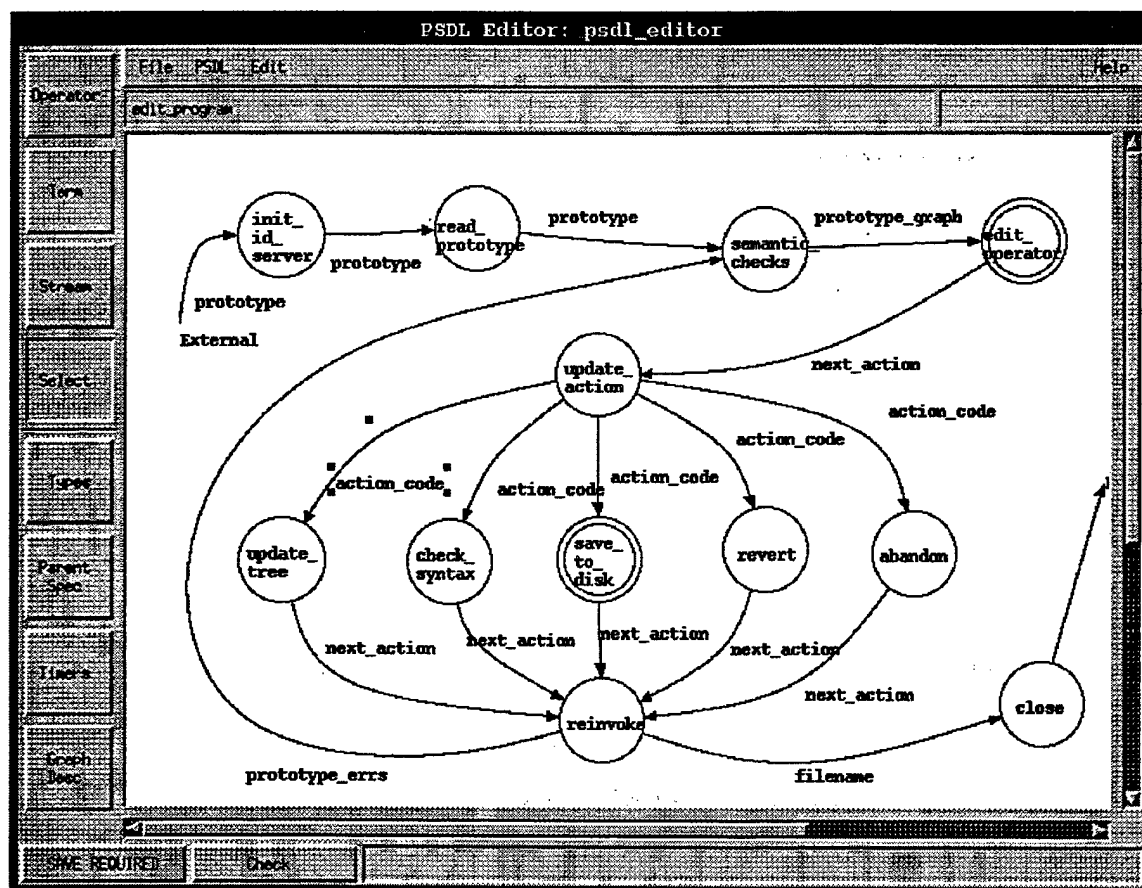 PSDL Editor: psdl_editor
File PSDL Edit
Help
Operator
edit_program
Term
Stream
Select
Types
Parent
Spec
Timers
Graph
Desc
init_
id_
server
read_
prototype
semantic_
checks
edit_
operator
prototype
prototype
prototype
prototype_graph
External
update_
action
next_action
action_code
action_code
action_code
action_code
action_code
update_
tree
check_
syntax
save_
to_
disk
revert
abandon
next_action
next_action
next_action
next_action
next_action
reinvoke
close
prototype_errs
filename
SAVE REQUIRED
Check